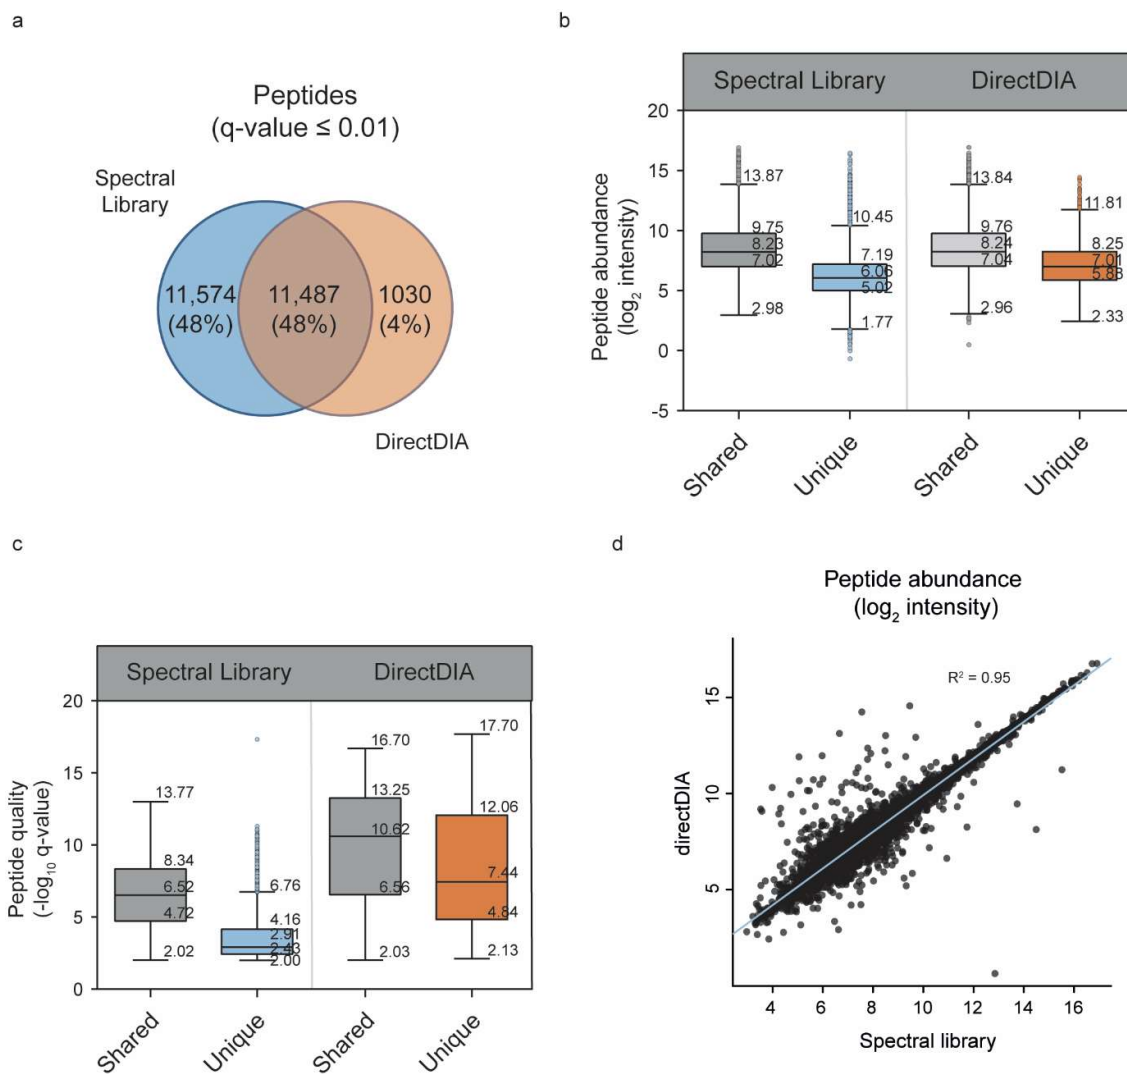 a
Peptides
(q-value ≤ 0.01)
Spectral
Library
11,574
(48%)
11,487
(48%)
1030
(4%)
DirectDIA
b
Spectral Library
DirectDIA
Peptide abundance
(log2 intensity)
20
15
10
5
0
-5
13.87
9.75
8.23
7.02
2.98
10.45
7.19
6.06
5.02
1.77
13.84
9.76
8.24
7.04
2.96
11.81
8.25
7.01
5.83
2.33
Shared
Unique
Shared
Unique
c
Spectral Library
DirectDIA
Peptide quality
(-log10 q-value)
20
15
10
5
0
13.77
8.34
6.52
4.72
2.02
6.76
4.16
2.91
2.43
2.00
16.70
13.25
10.62
6.56
2.03
17.70
12.06
7.44
4.84
2.13
Shared
Unique
Shared
Unique
d
Peptide abundance
(log2 intensity)
R2 = 0.95
directDIA
15
10
5
4 6 8 10 12 14 16
Spectral library